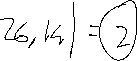 26,14| = 2